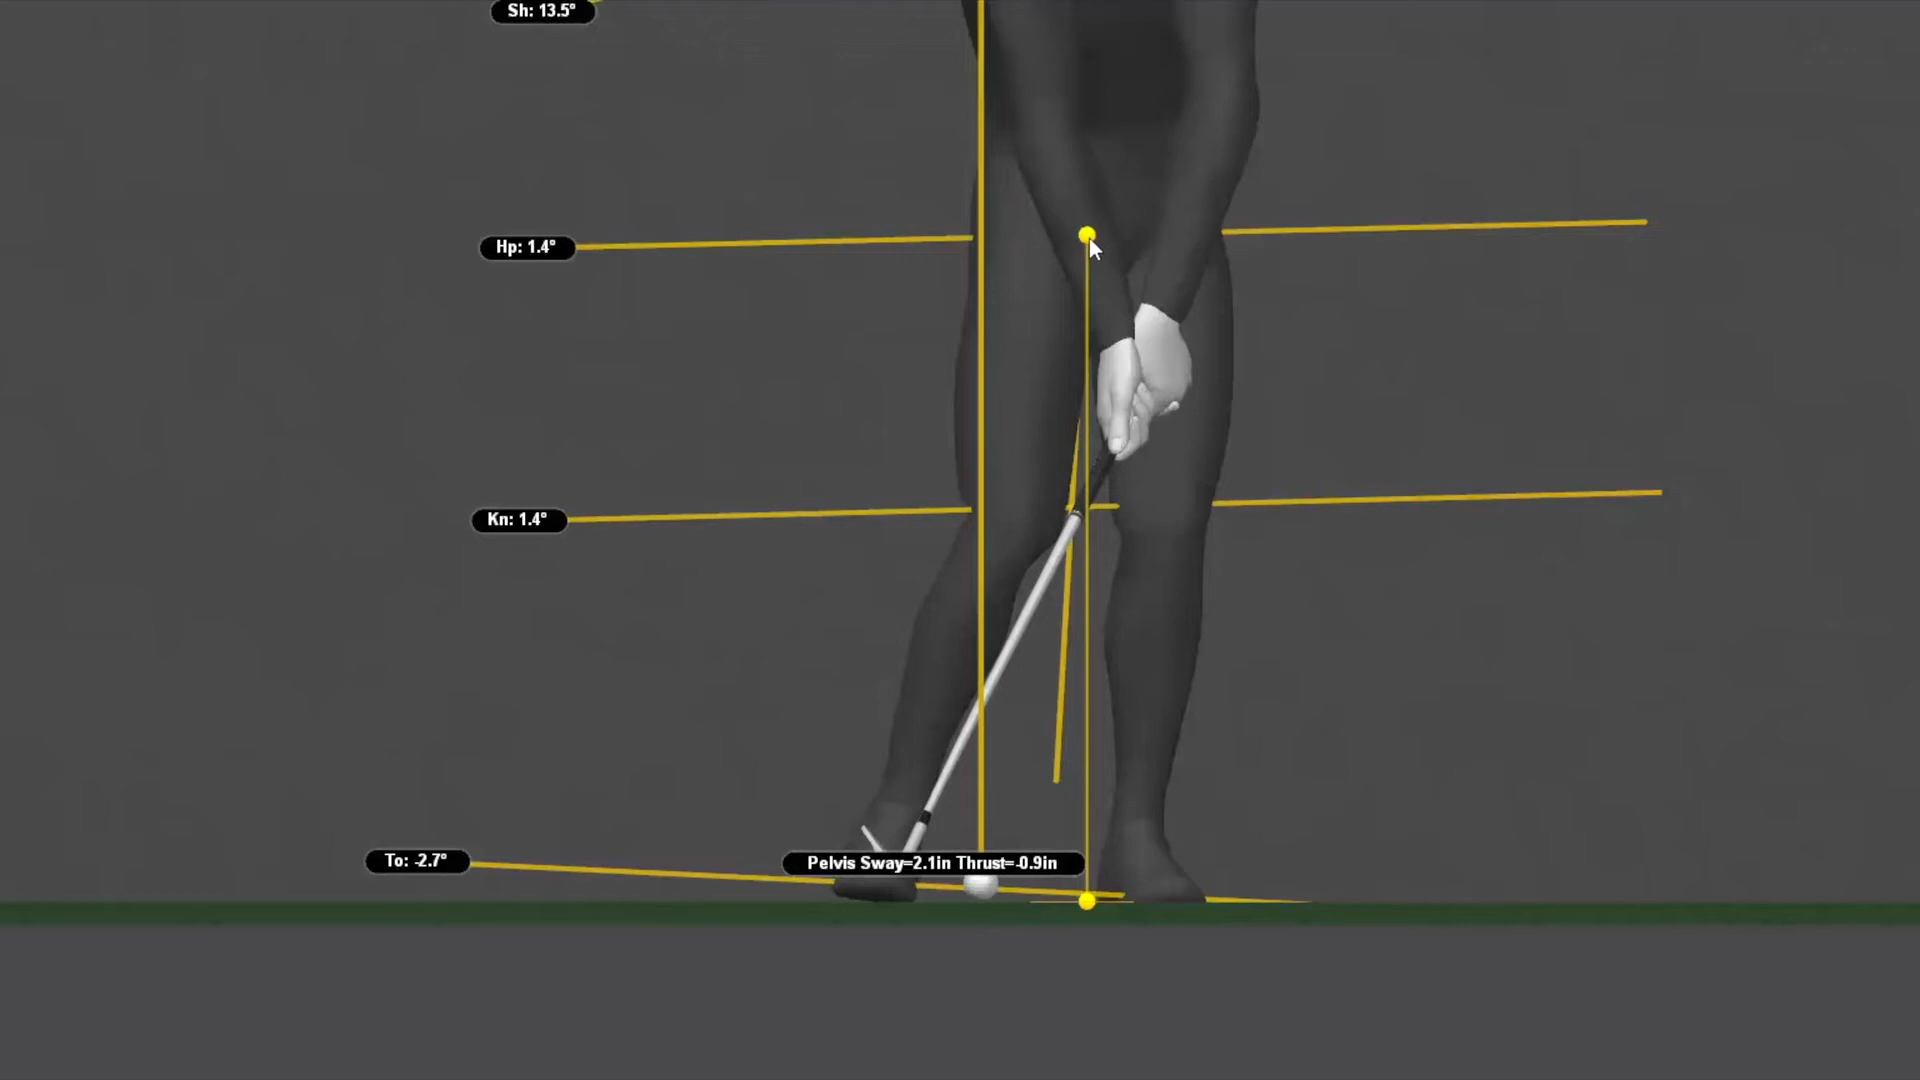 Sh: 13.5°
Hp: 1.4°
Kn: 1.4°
To: -2.7°
Pelvis Sway=2.1in Thrust=-0.9in